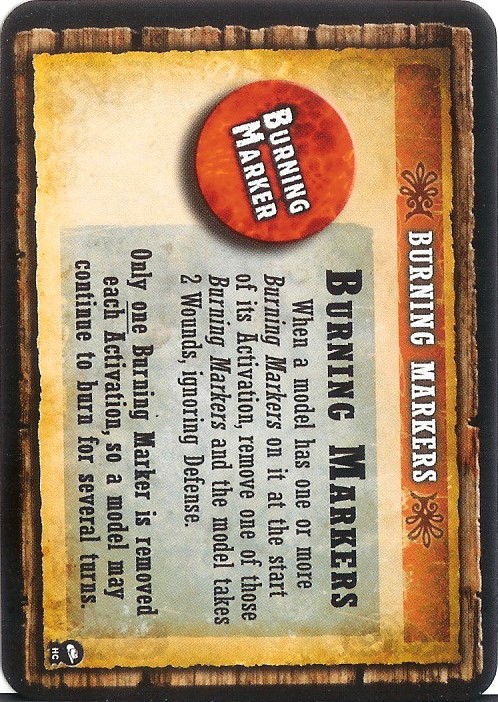 BURNING MARKERS
BURNING
MARKER
BURNING MARKERS
When a model has one or more
Burning Markers on it at the start
of its Activation, remove one of those
Burning Markers and the model takes
2 Wounds, ignoring Defense.
Only one Burning Marker is removed
each Activation, so a model may
continue to burn for several turns.
HC